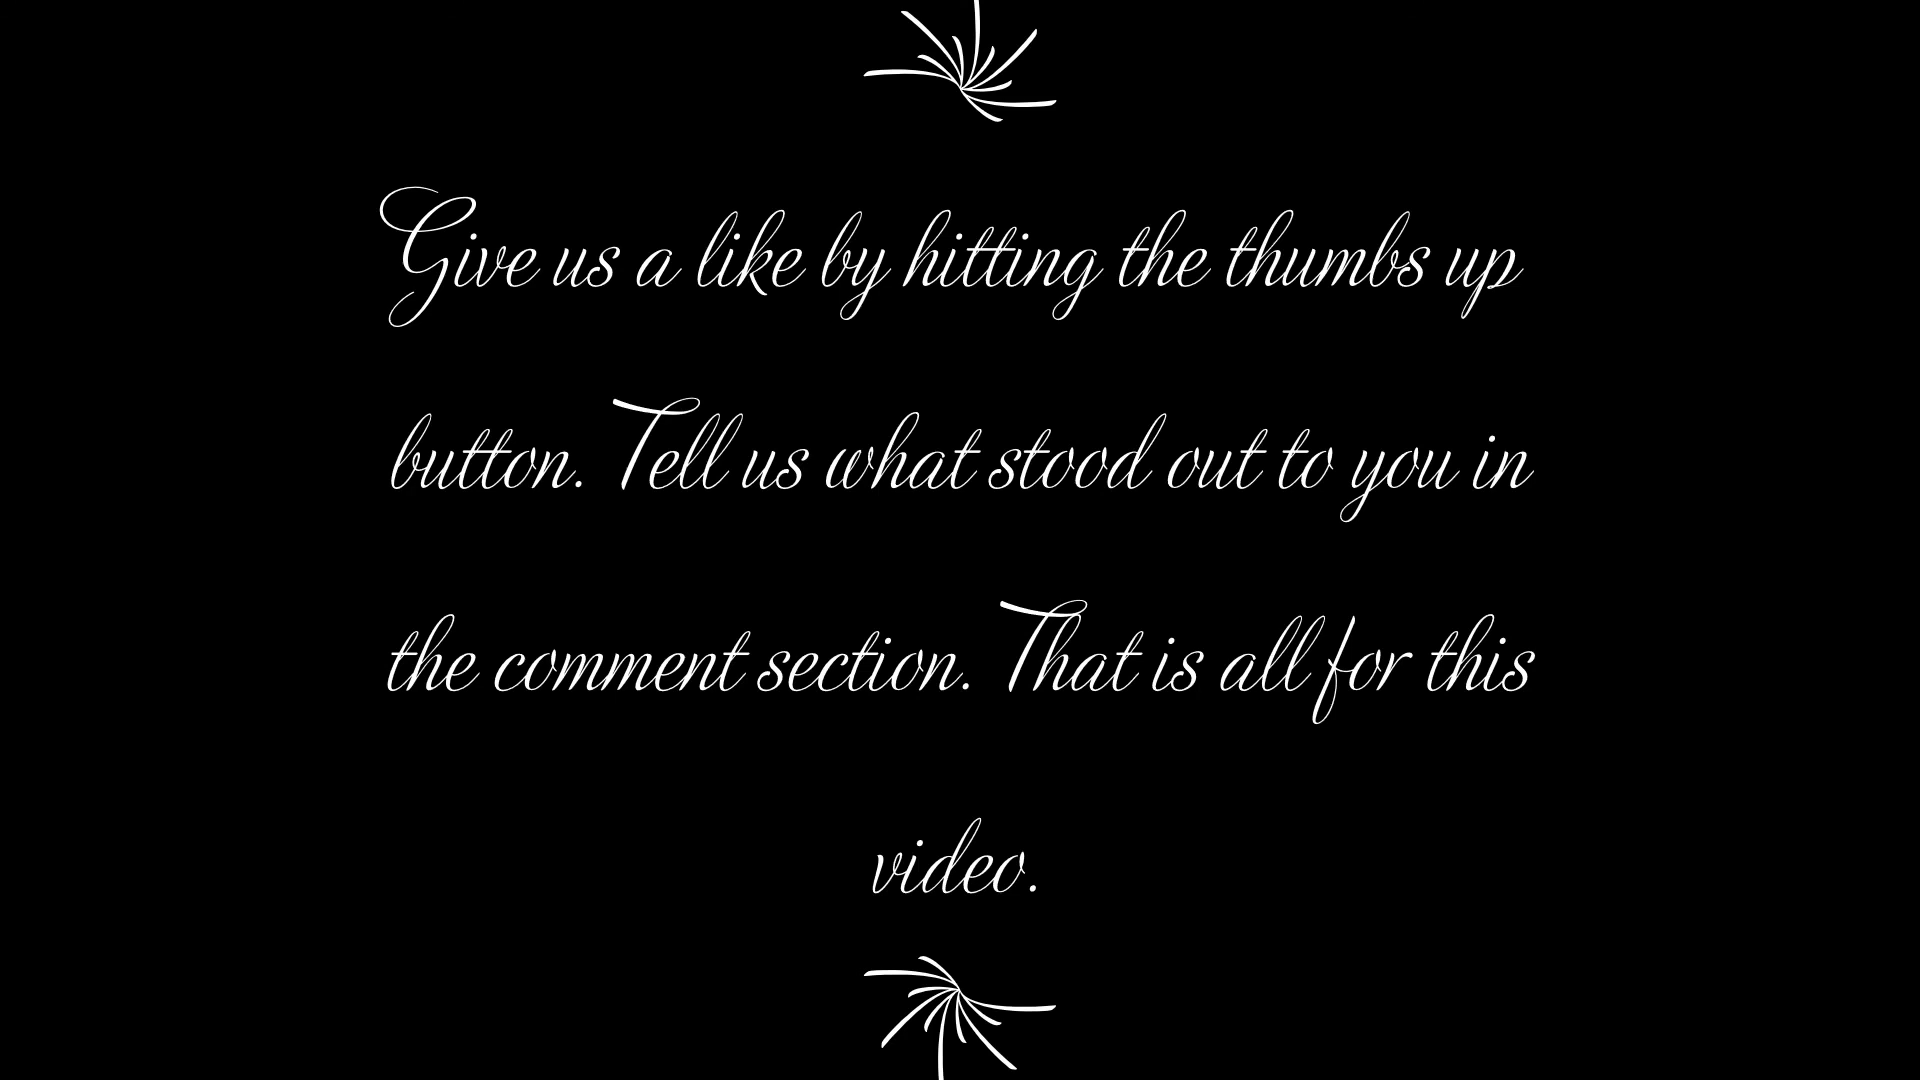 Give us a like by hitting the thumbs up
button. Tell us what stood out to you in
the comment section. That is all for this
video.